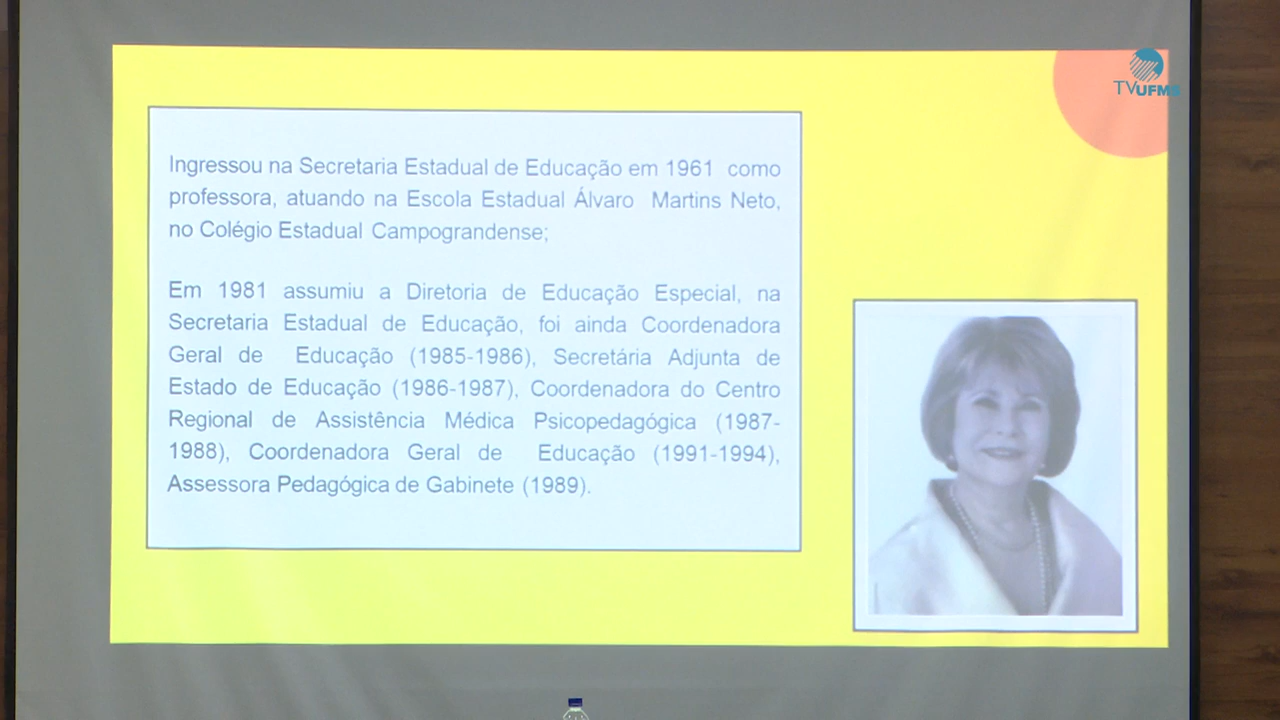 TVUFMS
Ingressou na Secretaria Estadual de Educação em 1961 como
professora, atuando na Escola Estadual Álvaro Martins Neto,
no Colégio Estadual Campograndense;
Em 1981 assumiu a Diretoria de Educação Especial, na
Secretaria Estadual de Educação, foi ainda Coordenadora
Geral de Educação (1985-1986), Secretária Adjunta de
Estado de Educação (1986-1987), Coordenadora do Centro
Regional de Assistência Médica Psicopedagógica (1987-
1988), Coordenadora Geral de Educação (1991-1994),
Assessora Pedagógica de Gabinete (1989).